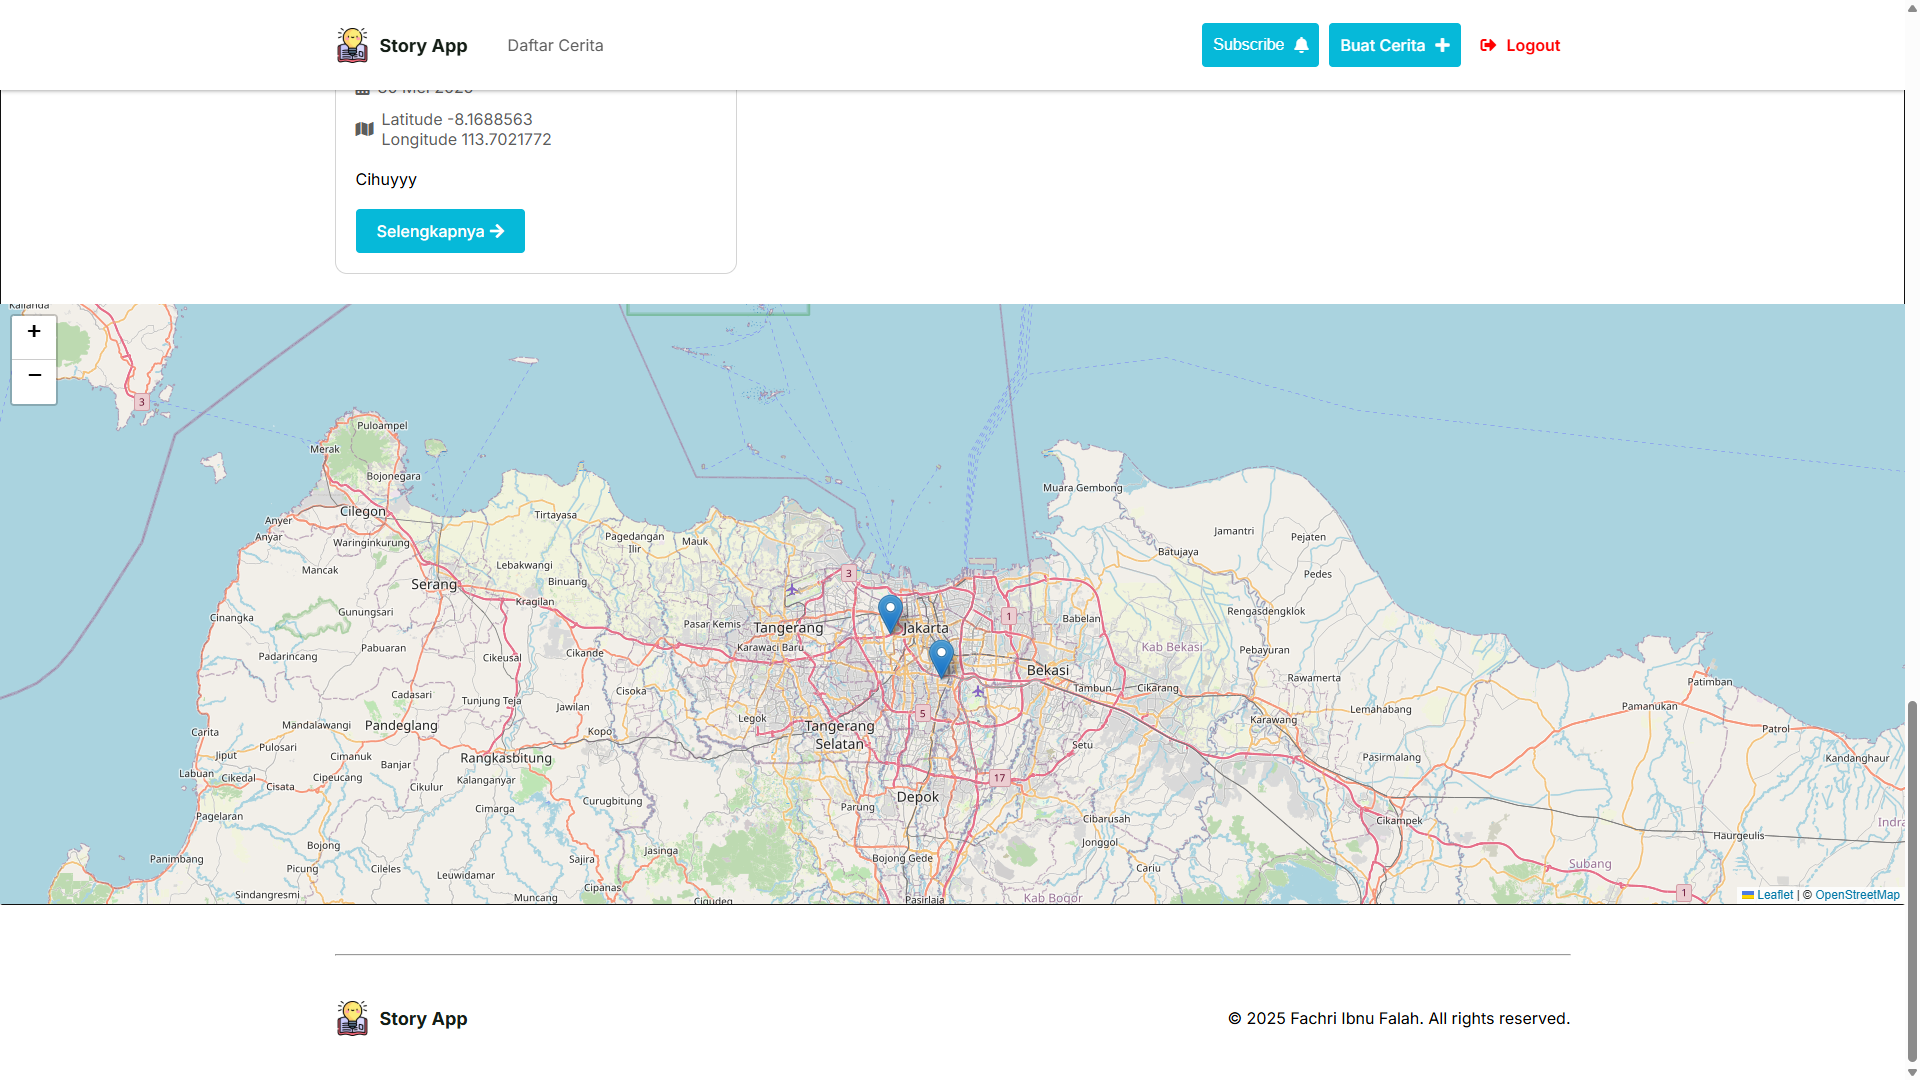 Story App
Daftar Cerita
Subscribe
Buat Cerita
Logout
Latitude -8.1688563
Longitude 113.7021772
Cihuyyy
Selengkapnya
+
−
3
Puloampel
Merak
Bojonegara
Muara Gembong
Cilegon
Tirtayasa
Anyer
Anyar
Waringinkurung
Pagedangan
Ilir
Mauk
Jamantri
Pejaten
Batujaya
Lebakwangi
Mancak
Serang
Binuang
3
Pedes
Kragilan
Gunungsari
Cinangka
Pasar Kemis
Tangerang
Jakarta
1
Babelan
Rengasdengklok
Pabuaran
Padarincang
Cikeusal
Cikande
Karawaci Baru
Kab Bekasi
Pebayuran
Bekasi
Cisoka
Tambun
Cikarang
Rawamerta
Patimban
Cadasari
Tunjung Teja
Jawilan
Legok
5
Karawang
Lemahabang
Pamanukan
Mandalawangi
Pandeglang
Carita
Kopo
Tangerang
Selatan
Setu
Patrol
Jiput
Pulosari
Cimanuk
Banjar
Rangkasbitung
Pasirmalang
Kandanghaur
Labuan
Cikedal
Cipeucang
Kalanganyar
17
Cisata
Cikulur
Curugbitung
Depok
Cimarga
Parung
Pagelaran
Cibarusah
Cikampek
Indra
Bojong
Jasinga
Jonggol
Haurgeulis
Panimbang
Picung
Cileles
Sajira
Bojong Gede
Cariu
Subang
Leuwidamar
Cipanas
Sindangresmi
Muncang
Cigudeg
Pasirlaja
Kab Bogor
1
Leaflet | © OpenStreetMap
Story App
© 2025 Fachri Ibnu Falah. All rights reserved.